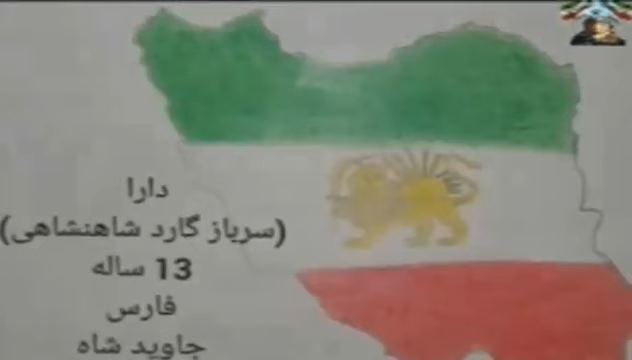 دارا
(سرباز گارد شاهنشاهی)
13 ساله
فارس
جاوید شاه